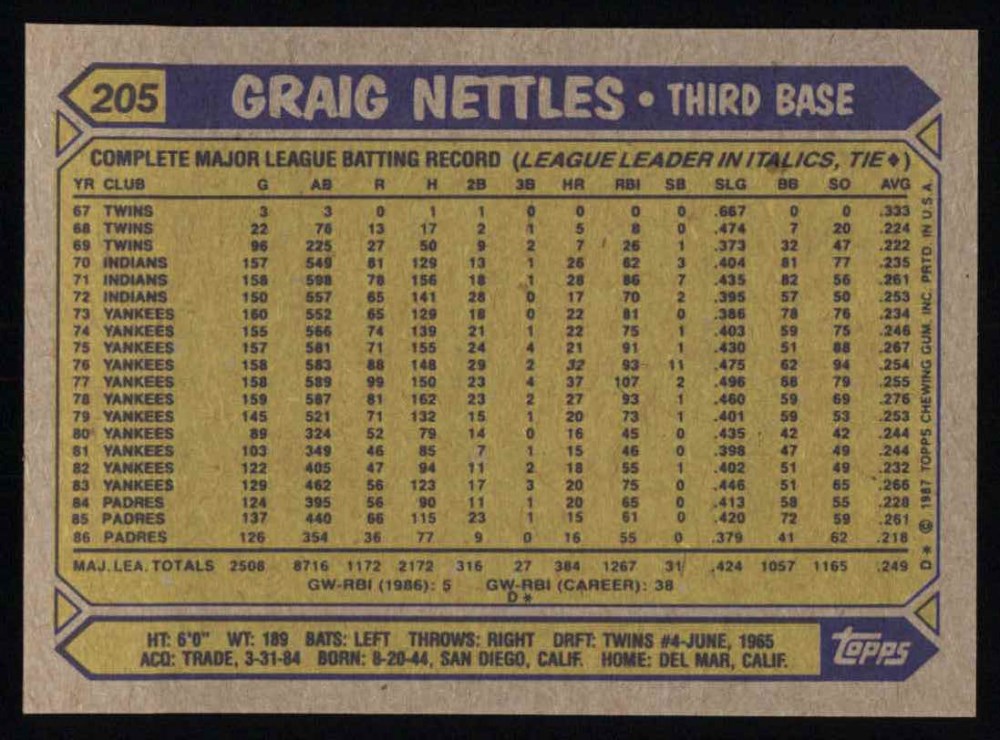 205 GRAIG NETTLES • THIRD BASE
COMPLETE MAJOR LEAGUE BATTING RECORD (LEAGUE LEADER IN ITALICS, TIE♦)
YR CLUB G AB R H 2B 3B HR RBI SB SLG BB SO AVG
67 TWINS 3 3 0 1 1 0 0 0 0 .667 0 0 .333
68 TWINS 22 76 13 17 2 1 5 8 0 .474 7 20 .224
69 TWINS 96 225 27 50 9 2 7 26 1 .373 32 47 .222
70 INDIANS 157 549 81 129 13 1 26 62 3 .404 81 77 .235
71 INDIANS 158 598 78 156 18 1 28 86 7 .435 82 56 .261
72 INDIANS 150 557 65 141 28 0 17 70 2 .395 57 50 .253
73 YANKEES 160 552 65 129 18 0 22 81 0 .386 78 76 .234
74 YANKEES 155 566 74 139 21 1 22 75 1 .403 59 75 .246
75 YANKEES 157 581 71 155 24 4 21 91 1 .430 51 88 .267
76 YANKEES 158 583 88 148 29 2 32 93 11 .475 62 94 .254
77 YANKEES 158 589 99 150 23 4 37 107 2 .496 68 79 .255
78 YANKEES 159 587 81 162 23 2 27 93 1 .460 59 69 .276
79 YANKEES 145 521 71 132 15 1 20 73 1 .401 59 53 .253
80 YANKEES 89 324 52 79 14 0 16 45 0 .435 42 42 .244
81 YANKEES 103 349 46 85 7 1 15 46 0 .398 47 49 .244
82 YANKEES 122 405 47 94 11 2 18 55 1 .402 51 49 .232
83 YANKEES 129 462 56 123 17 3 20 75 0 .446 51 65 .266
84 PADRES 124 395 56 90 11 1 20 65 0 .413 58 55 .228
85 PADRES 137 440 66 115 23 1 15 61 0 .420 72 59 .261
86 PADRES 126 354 36 77 9 0 16 55 0 .379 41 62 .218
MAJ. LEA. TOTALS 2508 8716 1172 2172 316 27 384 1267 31 .424 1057 1165 .249
GW-RBI (1986): 5 GW-RBI (CAREER): 38
D*
D* © 1987 TOPPS CHEWING GUM, INC. PRTD. IN U.S.A.
HT: 6'0" WT: 189 BATS: LEFT THROWS: RIGHT DRFT: TWINS #4-JUNE, 1965
ACQ: TRADE, 3-31-84 BORN: 8-20-44, SAN DIEGO, CALIF. HOME: DEL MAR, CALIF.
topps